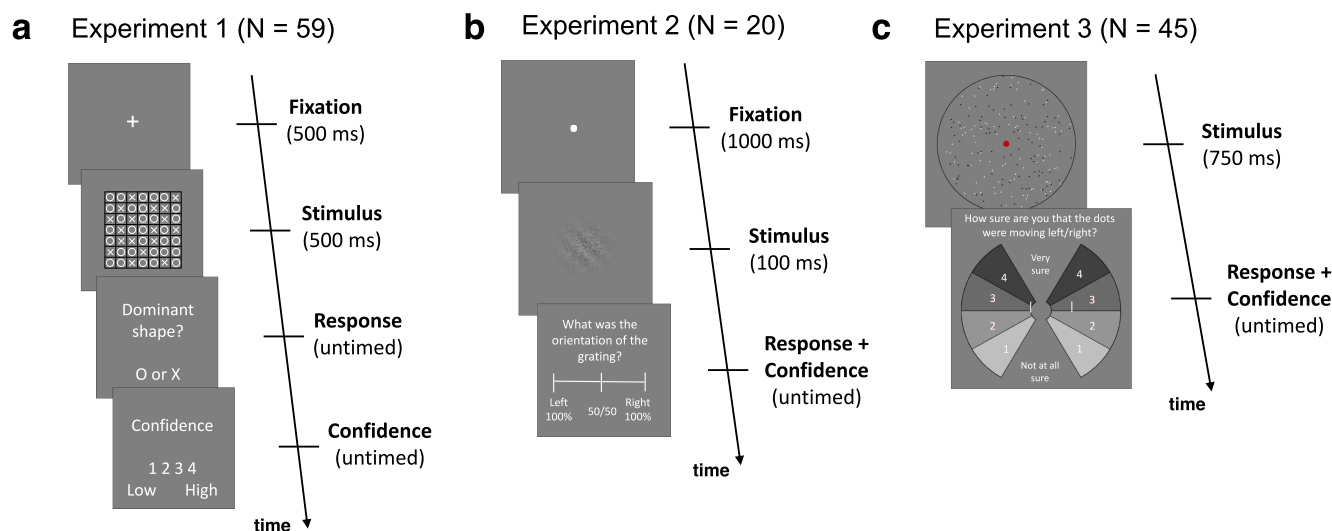 a Experiment 1 (N = 59)
+
Fixation
(500 ms)
Stimulus
(500 ms)
Dominant
shape?
O or X
Response
(untimed)
Confidence
1 2 3 4
Low High
Confidence
(untimed)
time
b Experiment 2 (N = 20)
Fixation
(1000 ms)
Stimulus
(100 ms)
What was the
orientation of the
grating?
Left 50/50 Right
100% 100%
Response +
Confidence
(untimed)
time
c Experiment 3 (N = 45)
Stimulus
(750 ms)
How sure are you that the dots
were moving left/right?
Very
sure
4 4
3 3
2 2
1 1
Not at all
sure
Response +
Confidence
(untimed)
time